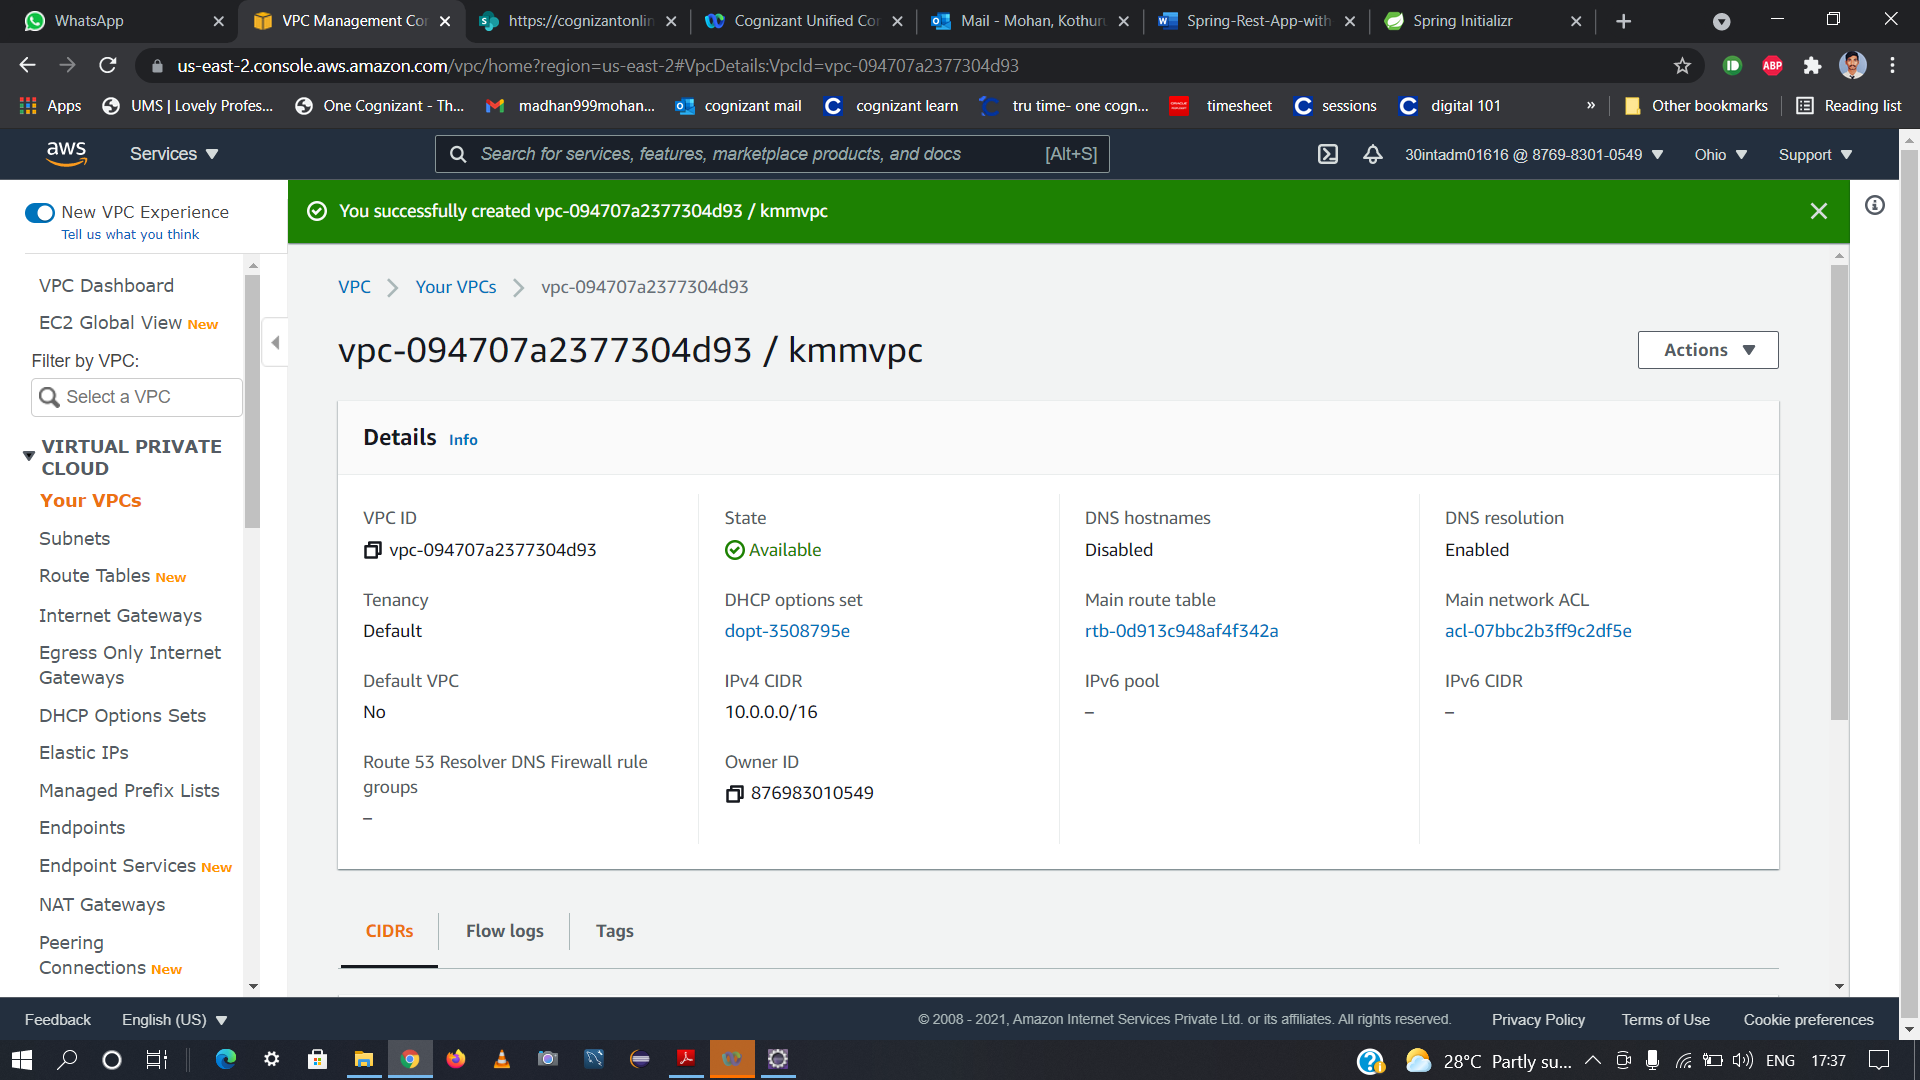 WhatsApp
VPC Management Con
https://cognizantonlin
Cognizant Unified Con
Mail - Mohan, Kothuru
Spring-Rest-App-with
Spring Initializr
us-east-2.console.aws.amazon.com/vpc/home?region=us-east-2#VpcDetails:VpcId=vpc-094707a2377304d93
ABP
Apps
UMS | Lovely Profes...
One Cognizant - Th...
madhan999mohan...
cognizant mail
cognizant learn
tru time- one cogn...
timesheet
sessions
digital 101
»
Other bookmarks
Reading list
aws
Services
Search for services, features, marketplace products, and docs
[Alt+S]
30intadm01616 @ 8769-8301-0549
Ohio
Support
New VPC Experience
Tell us what you think
You successfully created vpc-094707a2377304d93 / kmmvpc
VPC Dashboard
EC2 Global View New
Filter by VPC:
Select a VPC
VIRTUAL PRIVATE
CLOUD
Your VPCs
Subnets
Route Tables New
Internet Gateways
Egress Only Internet
Gateways
DHCP Options Sets
Elastic IPs
Managed Prefix Lists
Endpoints
Endpoint Services New
NAT Gateways
Peering
Connections New
VPC
Your VPCs
vpc-094707a2377304d93
vpc-094707a2377304d93 / kmmvpc
Actions
Details Info
VPC ID
vpc-094707a2377304d93
State
Available
DNS hostnames
Disabled
DNS resolution
Enabled
Tenancy
Default
DHCP options set
dopt-3508795e
Main route table
rtb-0d913c948af4f342a
Main network ACL
acl-07bbc2b3ff9c2df5e
Default VPC
No
IPv4 CIDR
10.0.0.0/16
IPv6 pool
–
IPv6 CIDR
–
Route 53 Resolver DNS Firewall rule
groups
–
Owner ID
876983010549
CIDRs
Flow logs
Tags
Feedback
English (US)
© 2008 - 2021, Amazon Internet Services Private Ltd. or its affiliates. All rights reserved.
Privacy Policy
Terms of Use
Cookie preferences
28°C Partly su...
ENG
17:37